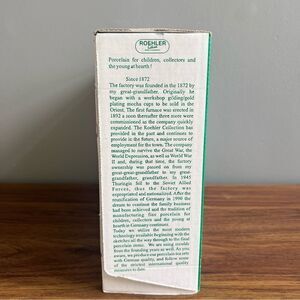 ROEHLER
Porcelain for children, collectors and
the young at hearth !
Since 1872
The factory was founded in the 1872 by
my great-grandfather. Originally he
began with a workshop gilding/gold
plating mocha cups to be sold in the
Orient. The first furnace was erected in
1892 a soon thereafter three more were
commissioned as the company quickly
expanded. The Roehler Collection has
provided in the past and continues to
provide in the future, a major source of
employment for the town. The company
managed to survive the Great War, the
World Depression, as well as World War
II and, during that time, the factory
ownership was passed on from my
great-grandfather to my great-
grandfather, grandfather. In 1945
Thuringia fell to the Soviet Allied
Forces, thus the factory was
expropriated and nationalized. After the
reunification of Germany in 1990 the
dream to continue the family business
had been achieved and the tradition of
manufacturing fine porcelain for
children, collectors and the young at
hearth in Germany continues.
Today we utilize the most modern
technology available beginning with the
sketches all the way through to the final
porcelain items. We are using moulds
from the founding years as well. As you
aware, we produce our porcelain for sets
with German quality, and follow some
of the strictest international quality
measures to date.